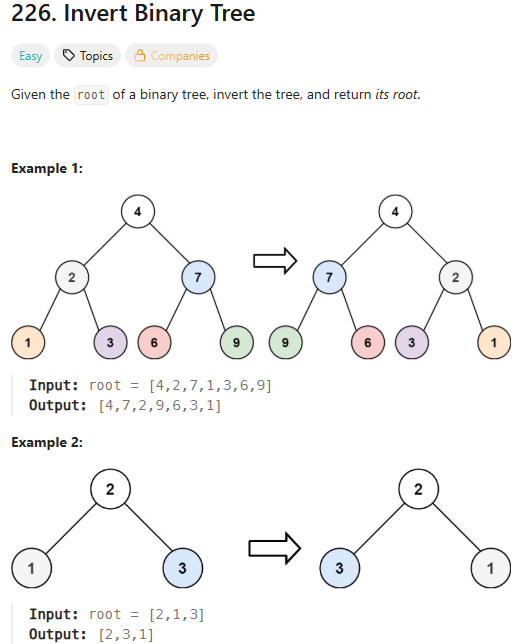 226. Invert Binary Tree
Easy Topics Companies
Given the root of a binary tree, invert the tree, and return its root.
Example 1:
4 4
2 7 7 2
1 3 6 9 9 6 3 1
Input: root = [4,2,7,1,3,6,9]
Output: [4,7,2,9,6,3,1]
Example 2:
2 2
1 3 3 1
Input: root = [2,1,3]
Output: [2,3,1]